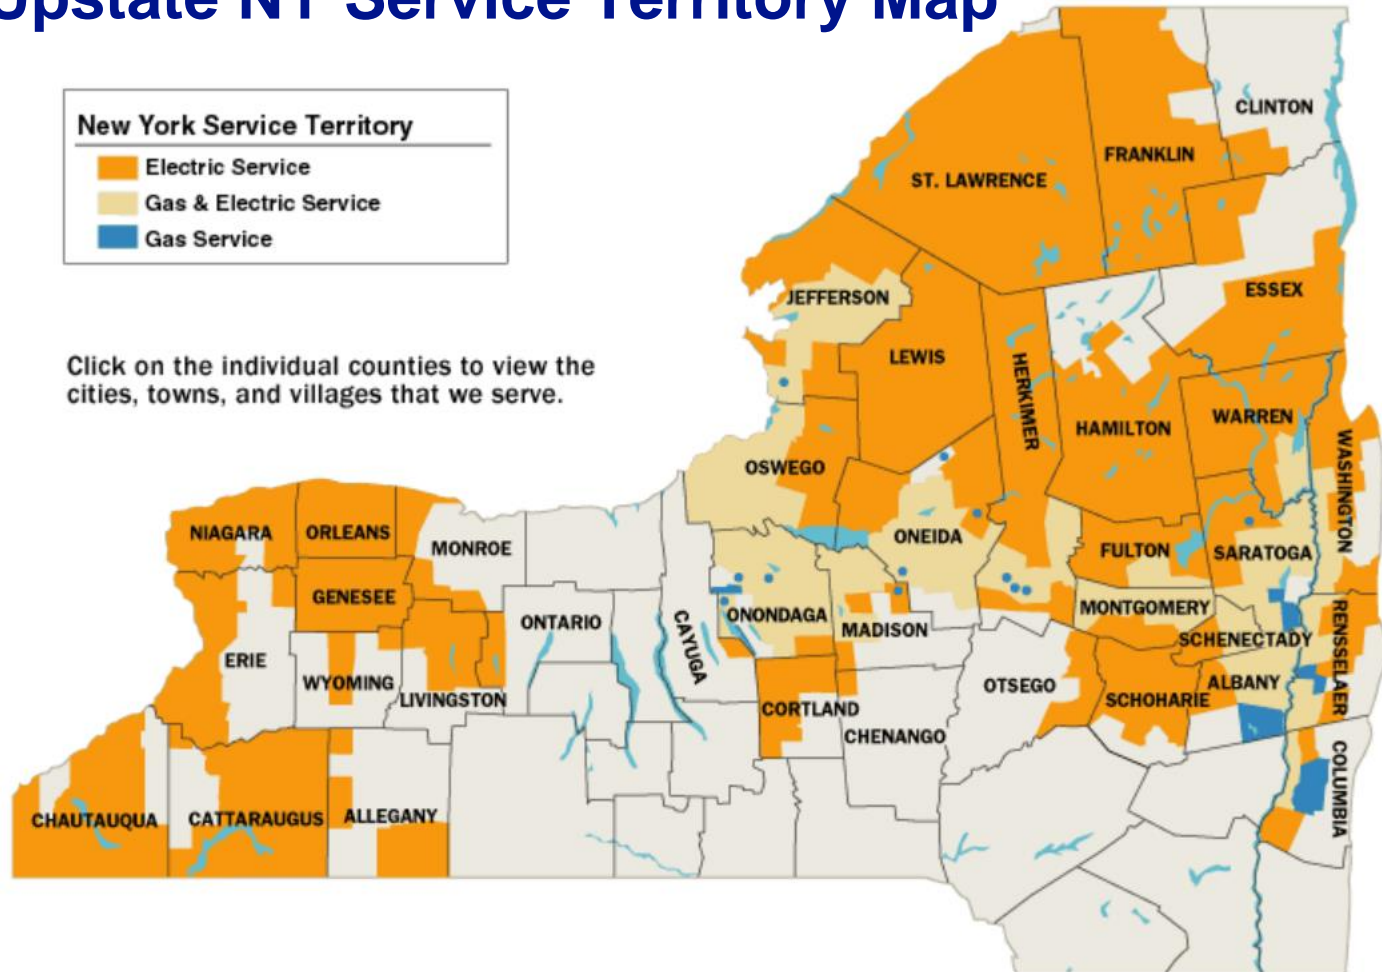 Upstate NY Service Territory Map
New York Service Territory
Electric Service
Gas & Electric Service
Gas Service
Click on the individual counties to view the
cities, towns, and villages that we serve.
CLINTON
FRANKLIN
ST. LAWRENCE
ESSEX
JEFFERSON
LEWIS
HERKIMER
HAMILTON
WARREN
WASHINGTON
OSWEGO
NIAGARA
ORLEANS
MONROE
ONEIDA
FULTON
SARATOGA
GENESEE
ONTARIO
CAYUGA
ONONDAGA
MADISON
MONTGOMERY
SCHENECTADY
RENSSELAER
ERIE
WYOMING
LIVINGSTON
CORTLAND
CHENANGO
OTSEGO
SCHOHARIE
ALBANY
COLUMBIA
CHAUTAUQUA
CATTARAUGUS
ALLEGANY